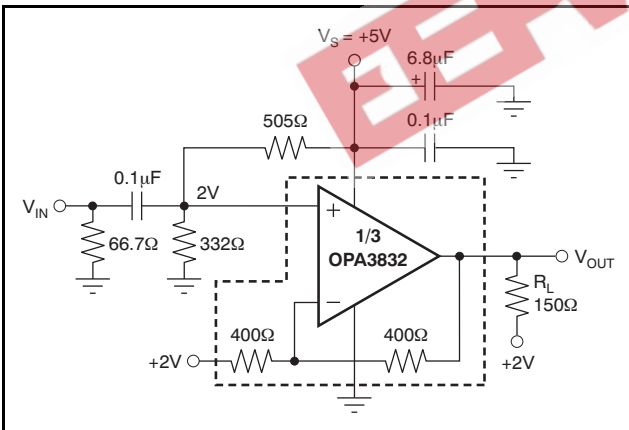 V_S = +5V
6.8μF
+
505Ω
0.1μF
0.1μF
2V
V_IN
66.7Ω
332Ω
+
1/3
OPA3832
−
V_OUT
R_L
150Ω
400Ω
400Ω
+2V
+2V